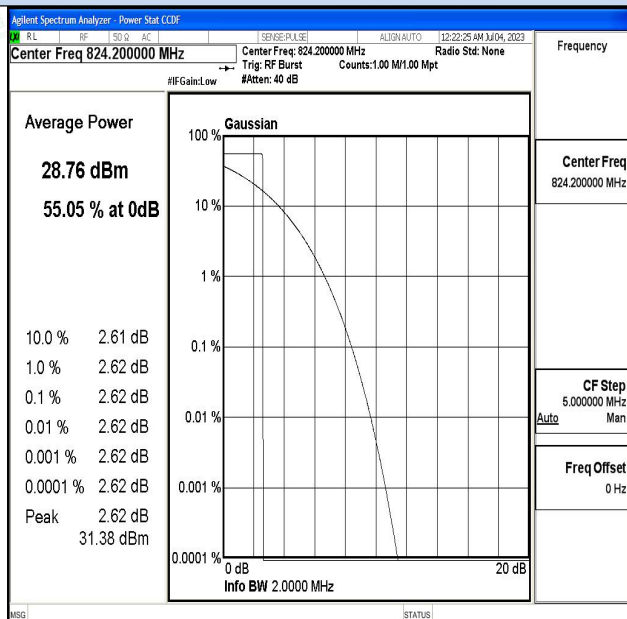 Agilent Spectrum Analyzer - Power Stat CCDF
LXI RL RF 50 Ω AC SENSE:PULSE ALIGN AUTO 12:22:25 AM Jul 04, 2023
Center Freq 824.200000 MHz
Center Freq: 824.200000 MHz Radio Std: None
Trig: RF Burst Counts:1.00 M/1.00 Mpt
#IFGain:Low #Atten: 40 dB
Average Power
28.76 dBm
55.05 % at 0dB
10.0 % 2.61 dB
1.0 % 2.62 dB
0.1 % 2.62 dB
0.01 % 2.62 dB
0.001 % 2.62 dB
0.0001 % 2.62 dB
Peak 2.62 dB
31.38 dBm
Gaussian
100 %
10 %
1 %
0.1 %
0.01 %
0.001 %
0.0001 %
0 dB 20 dB
Info BW 2.0000 MHz
Frequency
Center Freq
824.200000 MHz
CF Step
5.000000 MHz
Auto Man
Freq Offset
0 Hz
MSG STATUS